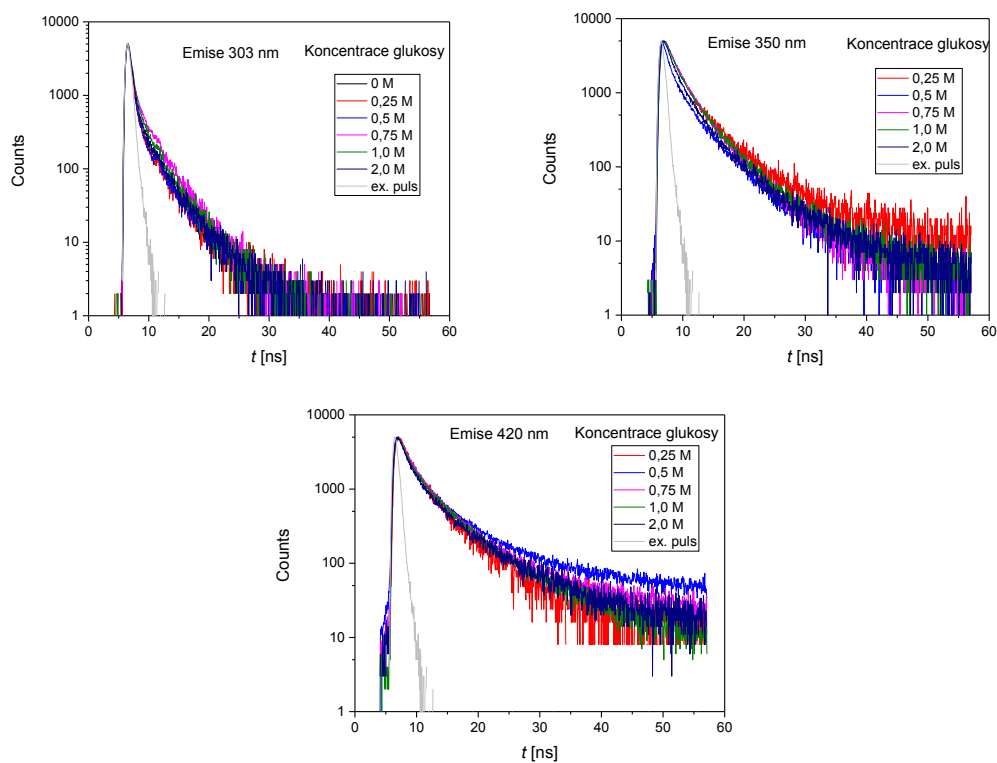 Emise 303 nm
Koncentrace glukosy
0 M
0,25 M
0,5 M
0,75 M
1,0 M
2,0 M
ex. puls
Counts
10000
1000
100
10
1
0 10 20 30 40 50 60
t [ns]
Emise 350 nm
Koncentrace glukosy
0,25 M
0,5 M
0,75 M
1,0 M
2,0 M
ex. puls
Counts
10000
1000
100
10
1
0 10 20 30 40 50 60
t [ns]
Emise 420 nm
Koncentrace glukosy
0,25 M
0,5 M
0,75 M
1,0 M
2,0 M
ex. puls
Counts
10000
1000
100
10
1
0 10 20 30 40 50 60
t [ns]